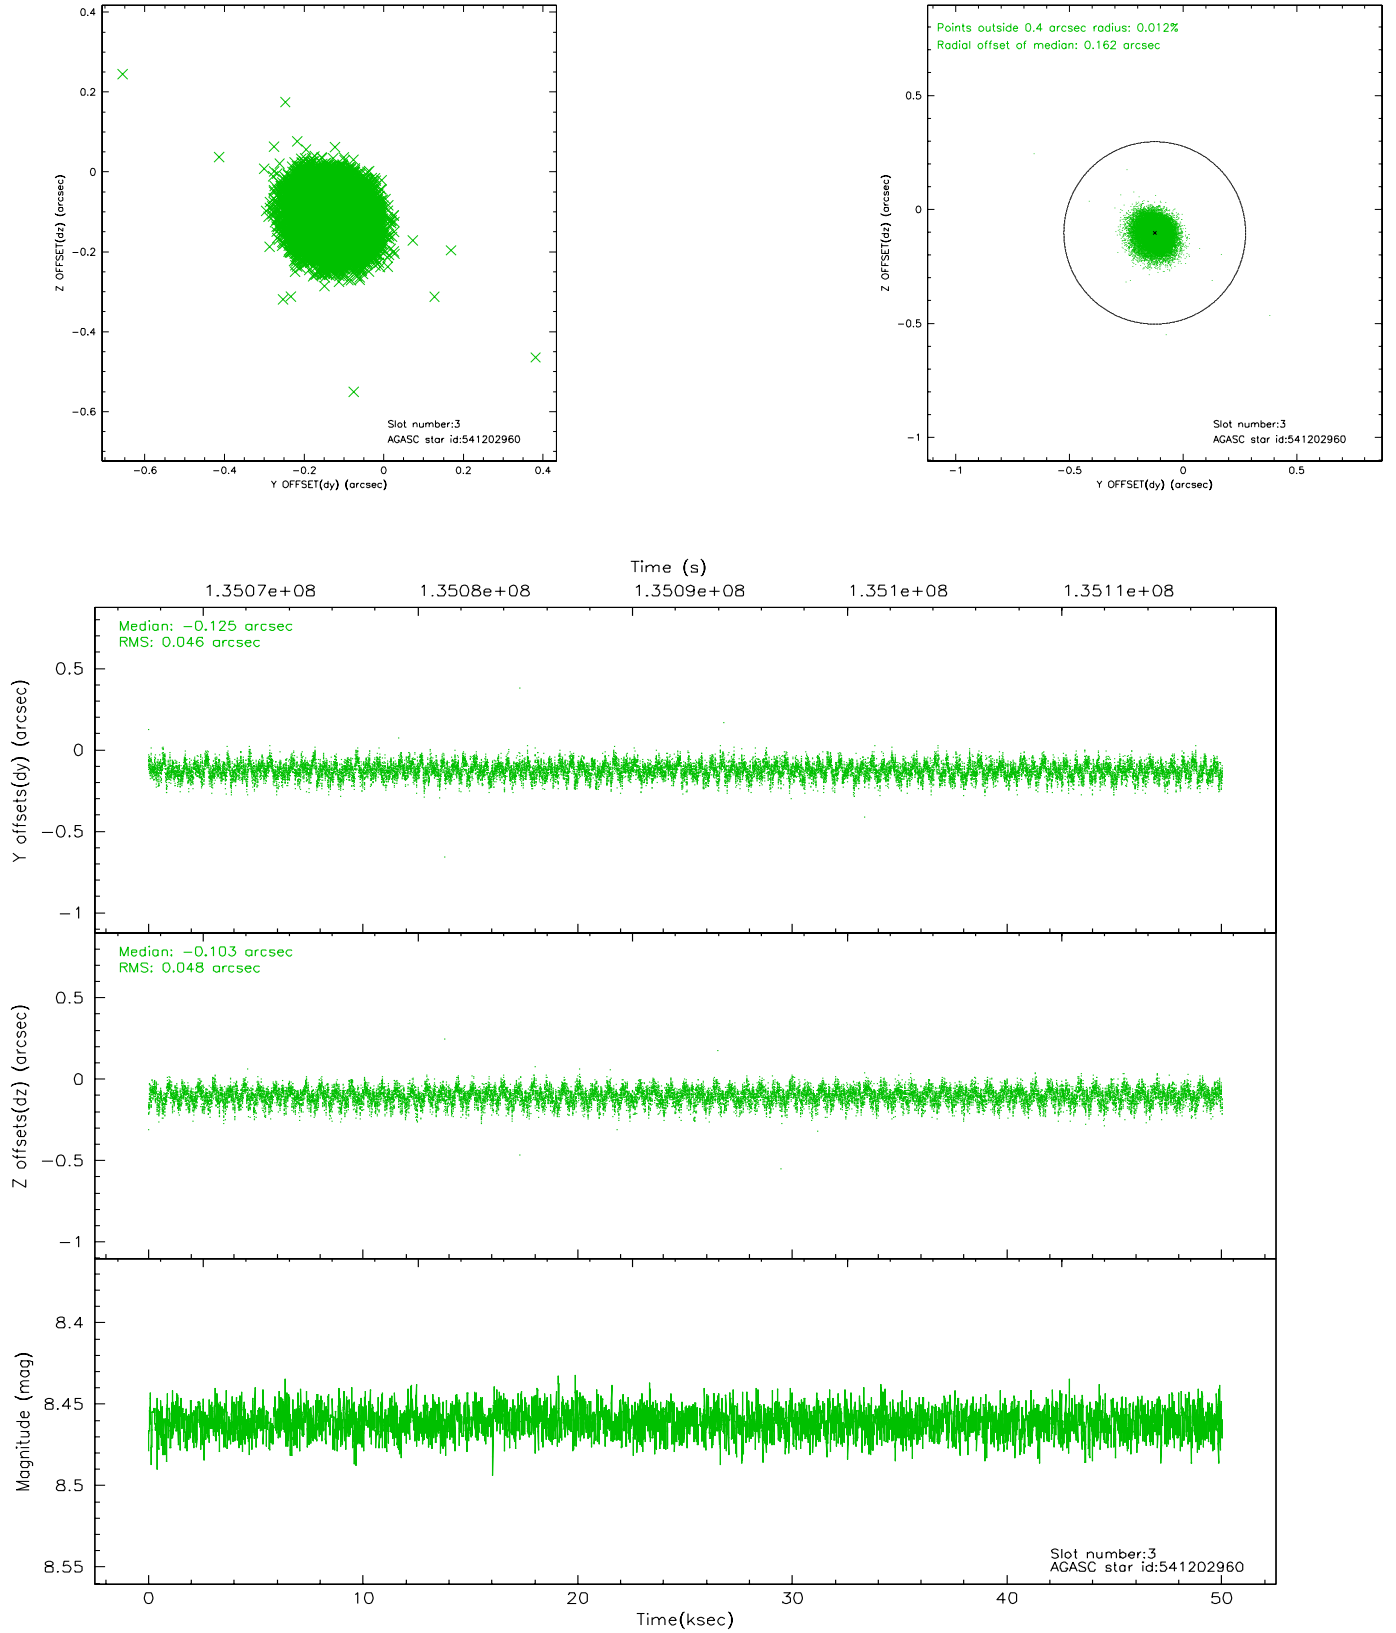 0.4
0.2
0
-0.2
-0.4
-0.6
Z OFFSET(dz) (arcsec)
-0.6 -0.4 -0.2 0 0.2 0.4
Y OFFSET(dy) (arcsec)
Slot number:3
AGASC star id:541202960
Points outside 0.4 arcsec radius: 0.012%
Radial offset of median: 0.162 arcsec
0.5
0
-0.5
-1
Z OFFSET(dz) (arcsec)
-1 -0.5 0 0.5
Y OFFSET(dy) (arcsec)
Slot number:3
AGASC star id:541202960
Time (s)
1.3507e+08 1.3508e+08 1.3509e+08 1.351e+08 1.3511e+08
Median: -0.125 arcsec
RMS: 0.046 arcsec
0.5
0
-0.5
-1
Y offsets(dy) (arcsec)
Median: -0.103 arcsec
RMS: 0.048 arcsec
0.5
0
-0.5
-1
Z offsets(dz) (arcsec)
8.4
8.45
8.5
8.55
Magnitude (mag)
Slot number:3
AGASC star id:541202960
0 10 20 30 40 50
Time(ksec)